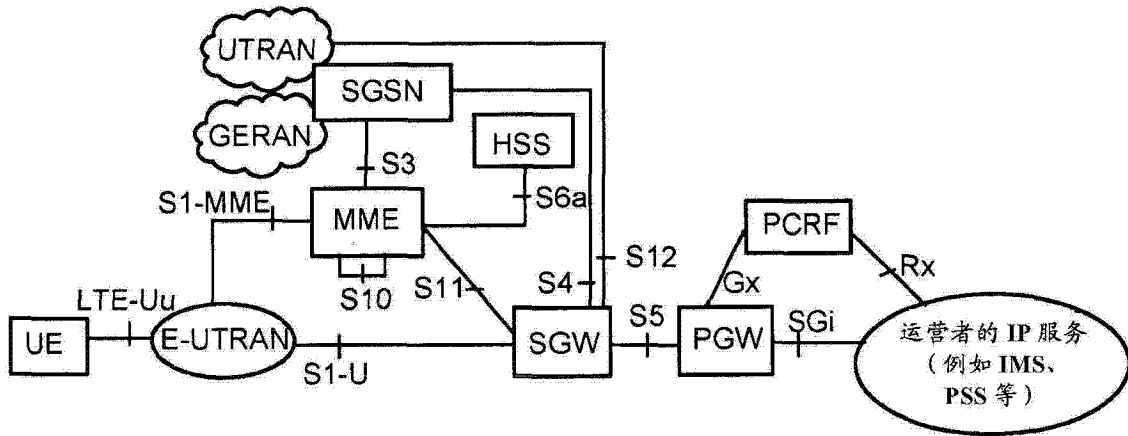 UTRAN
SGSN
GERAN
HSS
S3
S6a
S1-MME
MME
PCRF
S12
Rx
S10
S11
S4
Gx
LTE-Uu
S5
SGi
UE
E-UTRAN
S1-U
SGW
PGW
运营者的 IP 服务
（例如 IMS、
PSS 等）